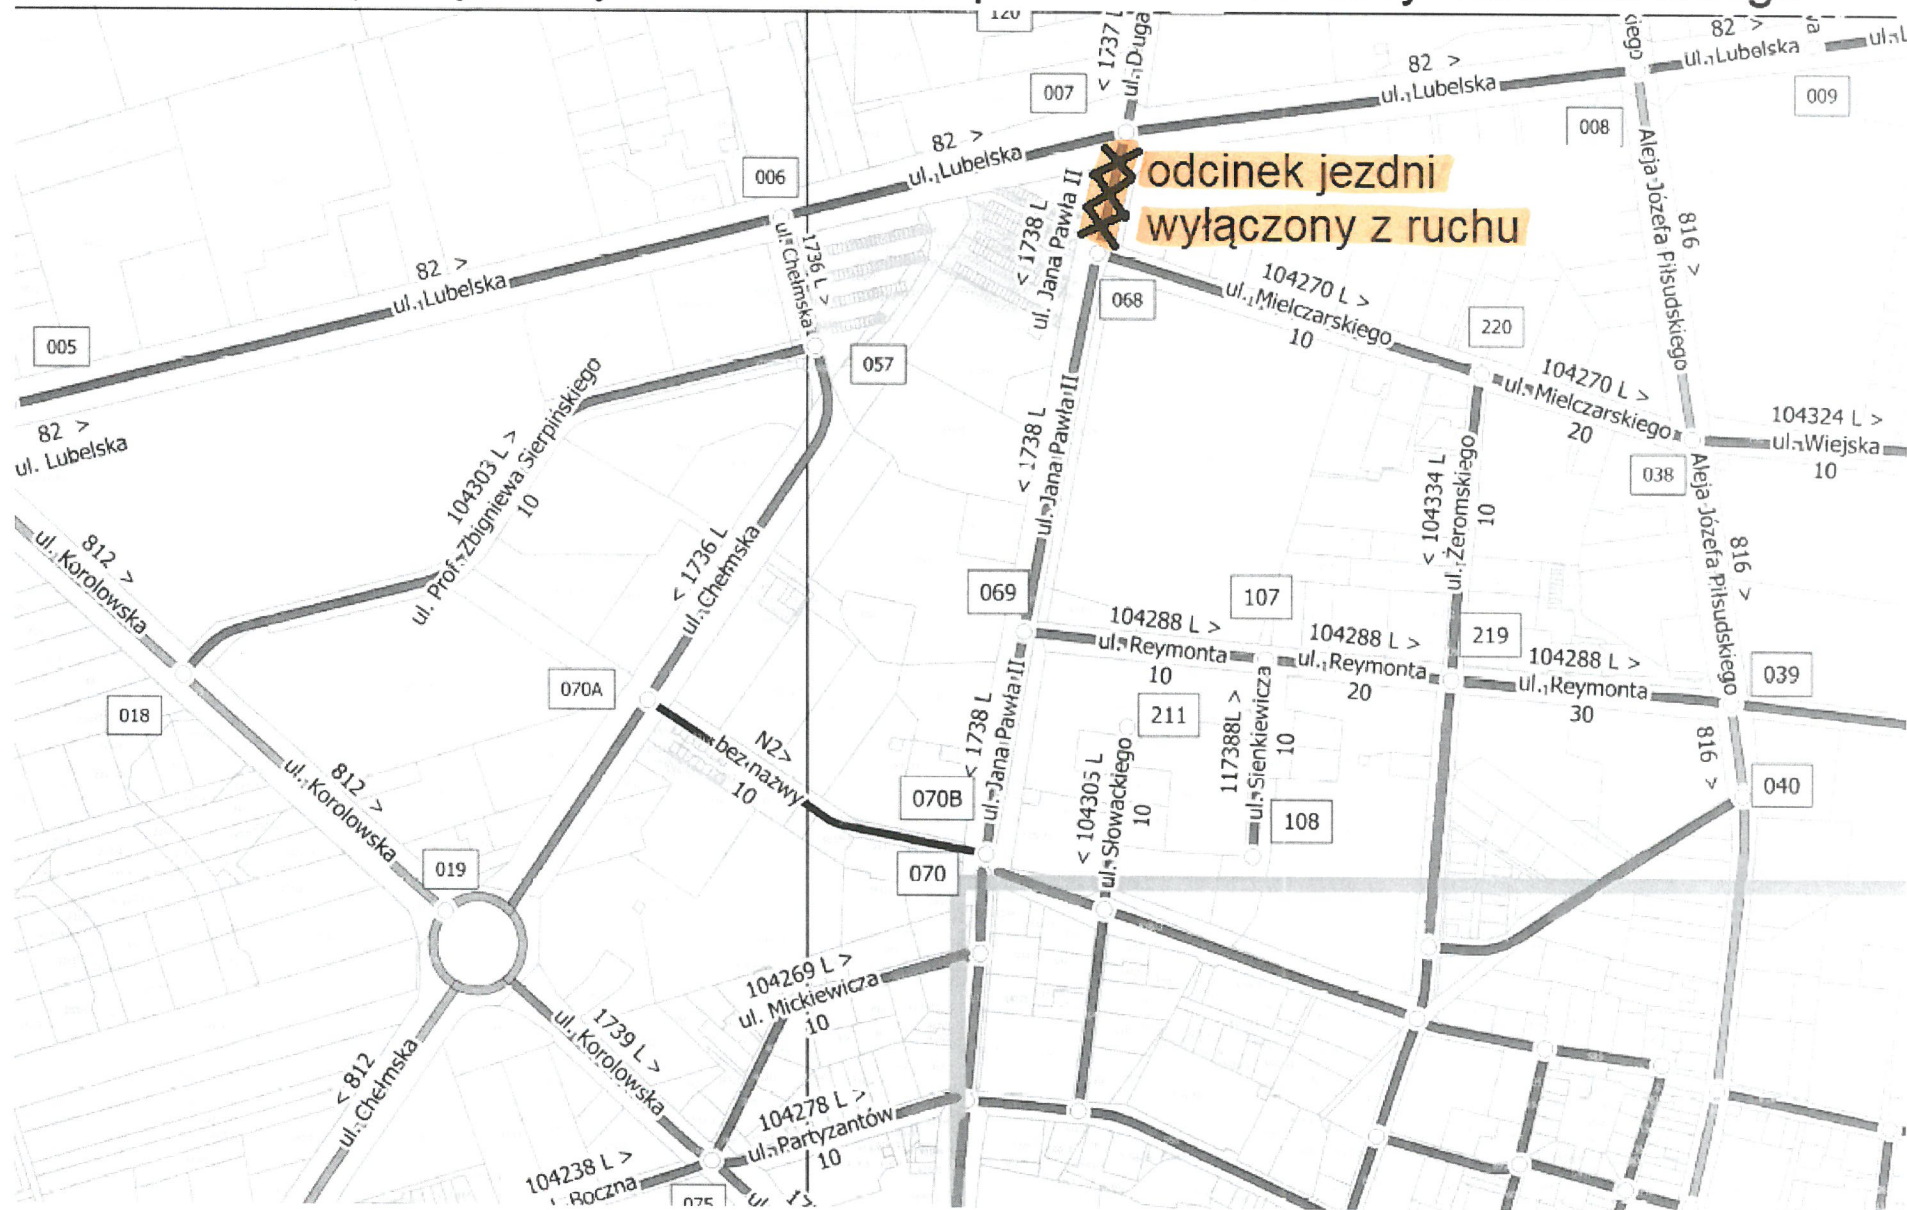 120
< 1737 L
ul. Długa
82 >
ul. Lubelska
007
82 >
ul. Lubelska
008
009
82 >
ul. Lubelska
006
odcinek jezdni
wyłączony z ruchu
< 1738 L
ul. Jana Pawła II
068
1736 L >
ul. Chełmska
82 >
ul. Lubelska
005
82 >
ul. Lubelska
057
104270 L >
ul. Mielczarskiego
10
220
816 >
Aleja Józefa Piłsudskiego
104270 L >
ul. Mielczarskiego
20
104324 L >
ul. Wiejska
10
038
104303 L >
ul. Prof. Zbigniewa Sierpińskiego
10
< 1738 L
ul. Jana Pawła II
< 104334 L
ul. Żeromskiego
10
816 >
Aleja Józefa Piłsudskiego
812 >
ul. Korolowska
< 1736 L
ul. Chełmska
069
107
104288 L >
ul. Reymonta
10
104288 L >
ul. Reymonta
20
219
104288 L >
ul. Reymonta
30
039
018
070A
N2>
bez nazwy
10
< 1738 L
ul. Jana Pawła II
211
< 104305 L
ul. Słowackiego
10
117388L >
ul. Sienkiewicza
10
108
816 >
040
070B
070
812 >
ul. Korolowska
019
104269 L >
ul. Mickiewicza
10
1739 L >
ul. Korolowska
< 812
ul. Chełmska
104278 L >
ul. Partyzantów
10
104238 L >
l. Boczna
075
ul.
17